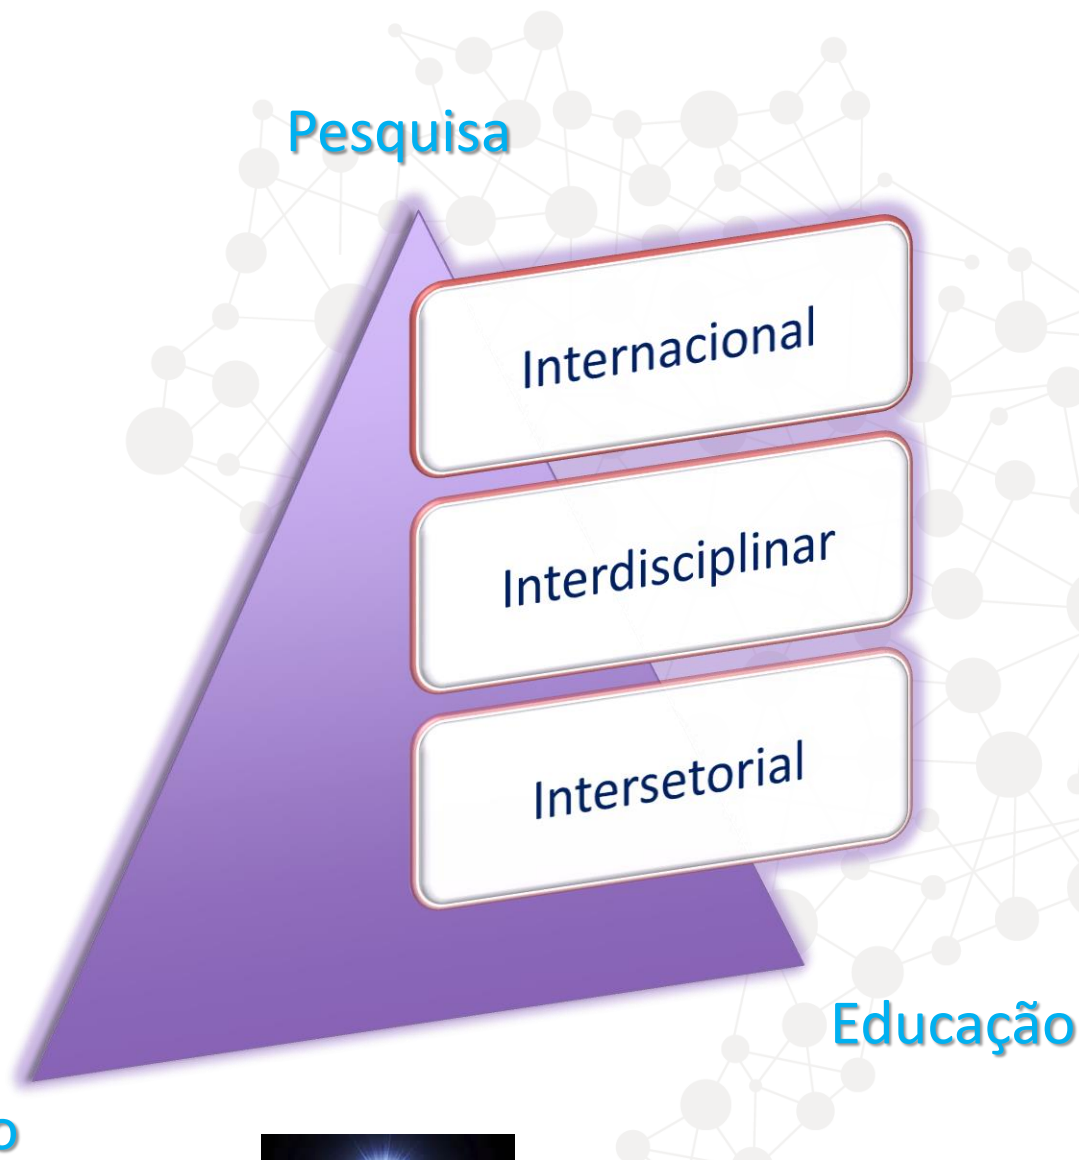 Pesquisa
Internacional
Interdisciplinar
Intersetorial
Educação